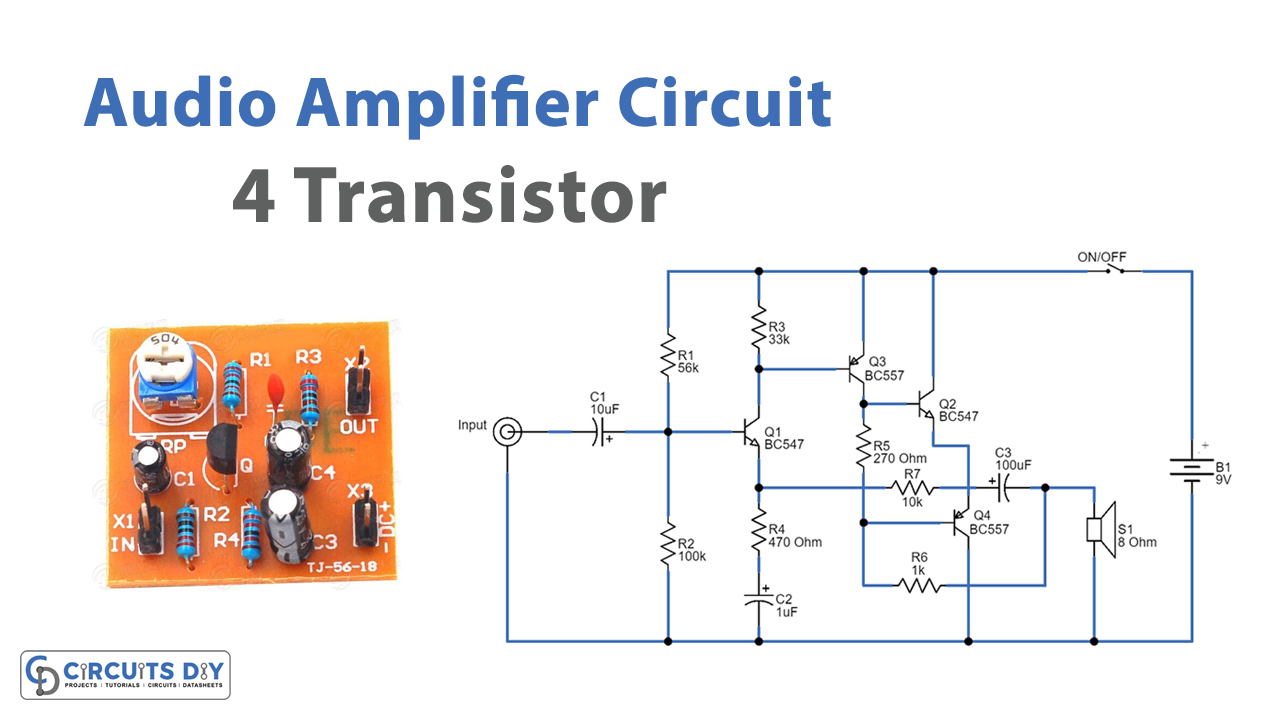 Audio Amplifier Circuit
4 Transistor
ON/OFF
R3
33k
R1
56k
Q3
BC557
C1
10uF
Q2
BC547
Input
Q1
BC547
R5
270 Ohm
C3
100uF
R7
10k
+
+
+
B1
9V
R2
100k
R4
470 Ohm
Q4
BC557
S1
8 Ohm
R6
1k
+
C2
1uF
504
R1
R3
X2
OUT
RP
C1
Q
C4
X3
X1
IN
R2
R4
C3
DC+
-
TJ-56-18
CIRCUITS DIY
PROJECTS | TUTORIALS | CIRCUITS | DATASHEETS